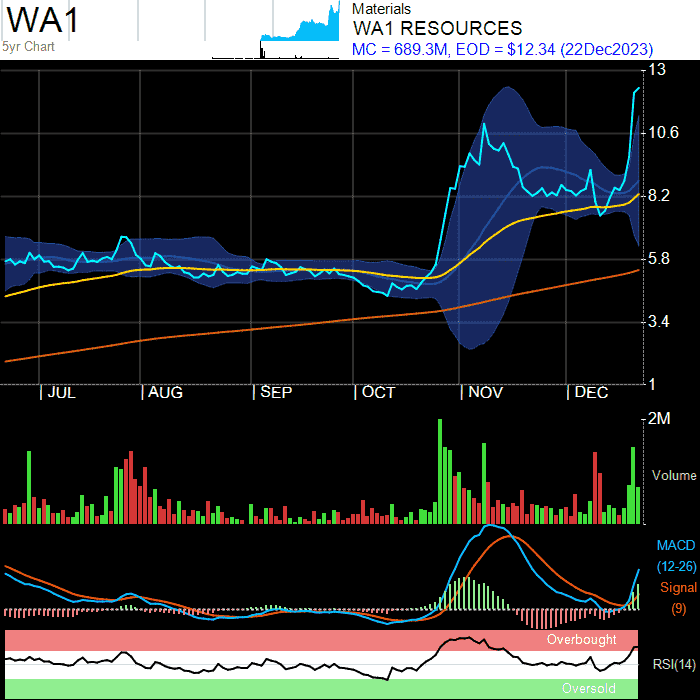 WA1
5yr Chart
Materials
WA1 RESOURCES
MC = 689.3M, EOD = $12.34 (22Dec2023)
13
10.6
8.2
5.8
3.4
1
JUL AUG SEP OCT NOV DEC
2M
Volume
MACD
(12-26)
Signal
(9)
Overbought
RSI(14)
Oversold